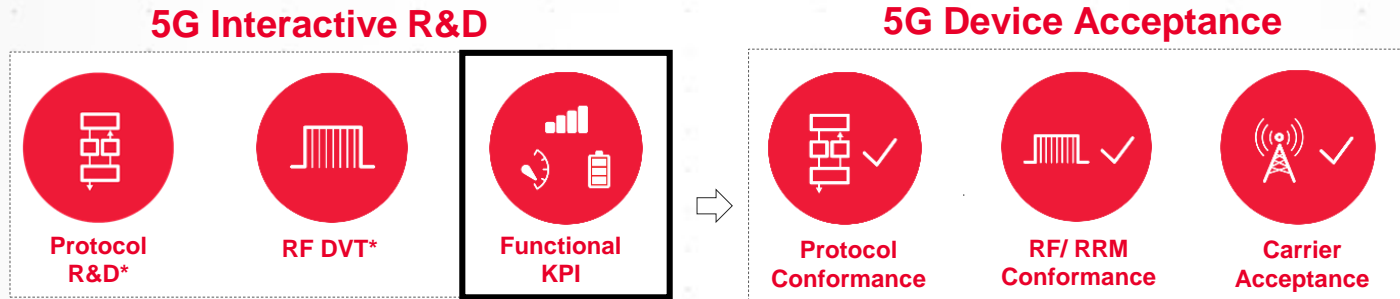 5G Interactive R&D
5G Device Acceptance
Protocol
R&D*
RF DVT*
Functional
KPI
Protocol
Conformance
RF/ RRM
Conformance
Carrier
Acceptance